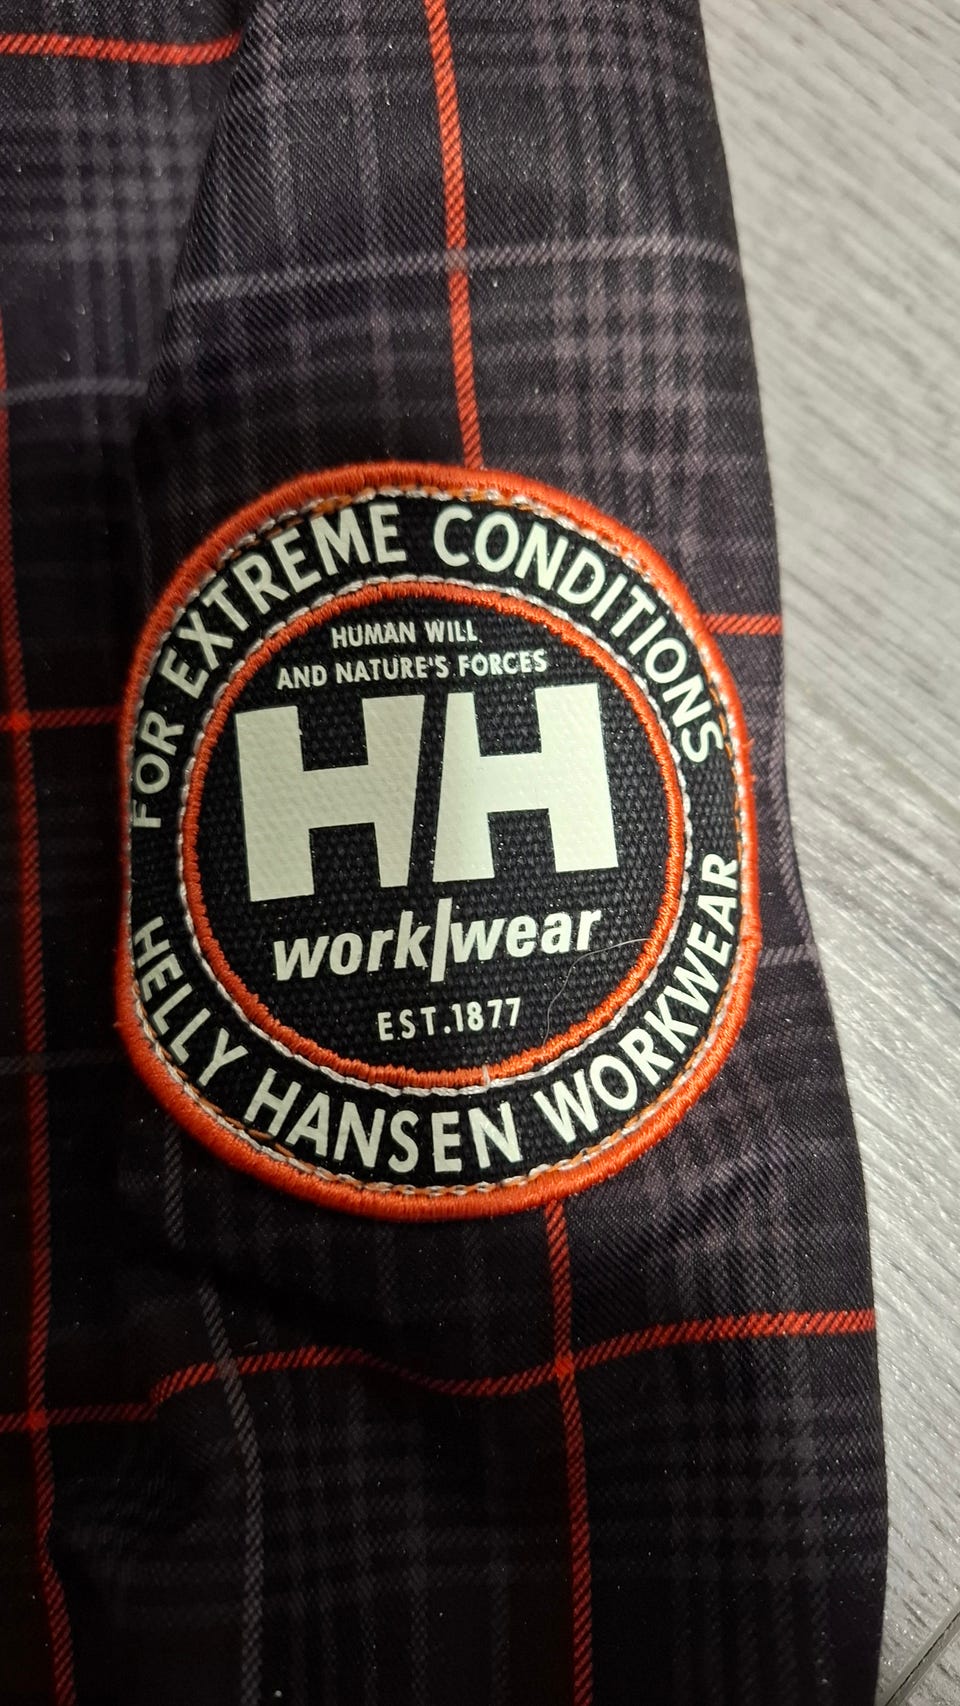 FOR EXTREME CONDITIONS
HUMAN WILL
AND NATURE'S FORCES
HH
work/wear
EST.1877
HELLY HANSEN WORKWEAR